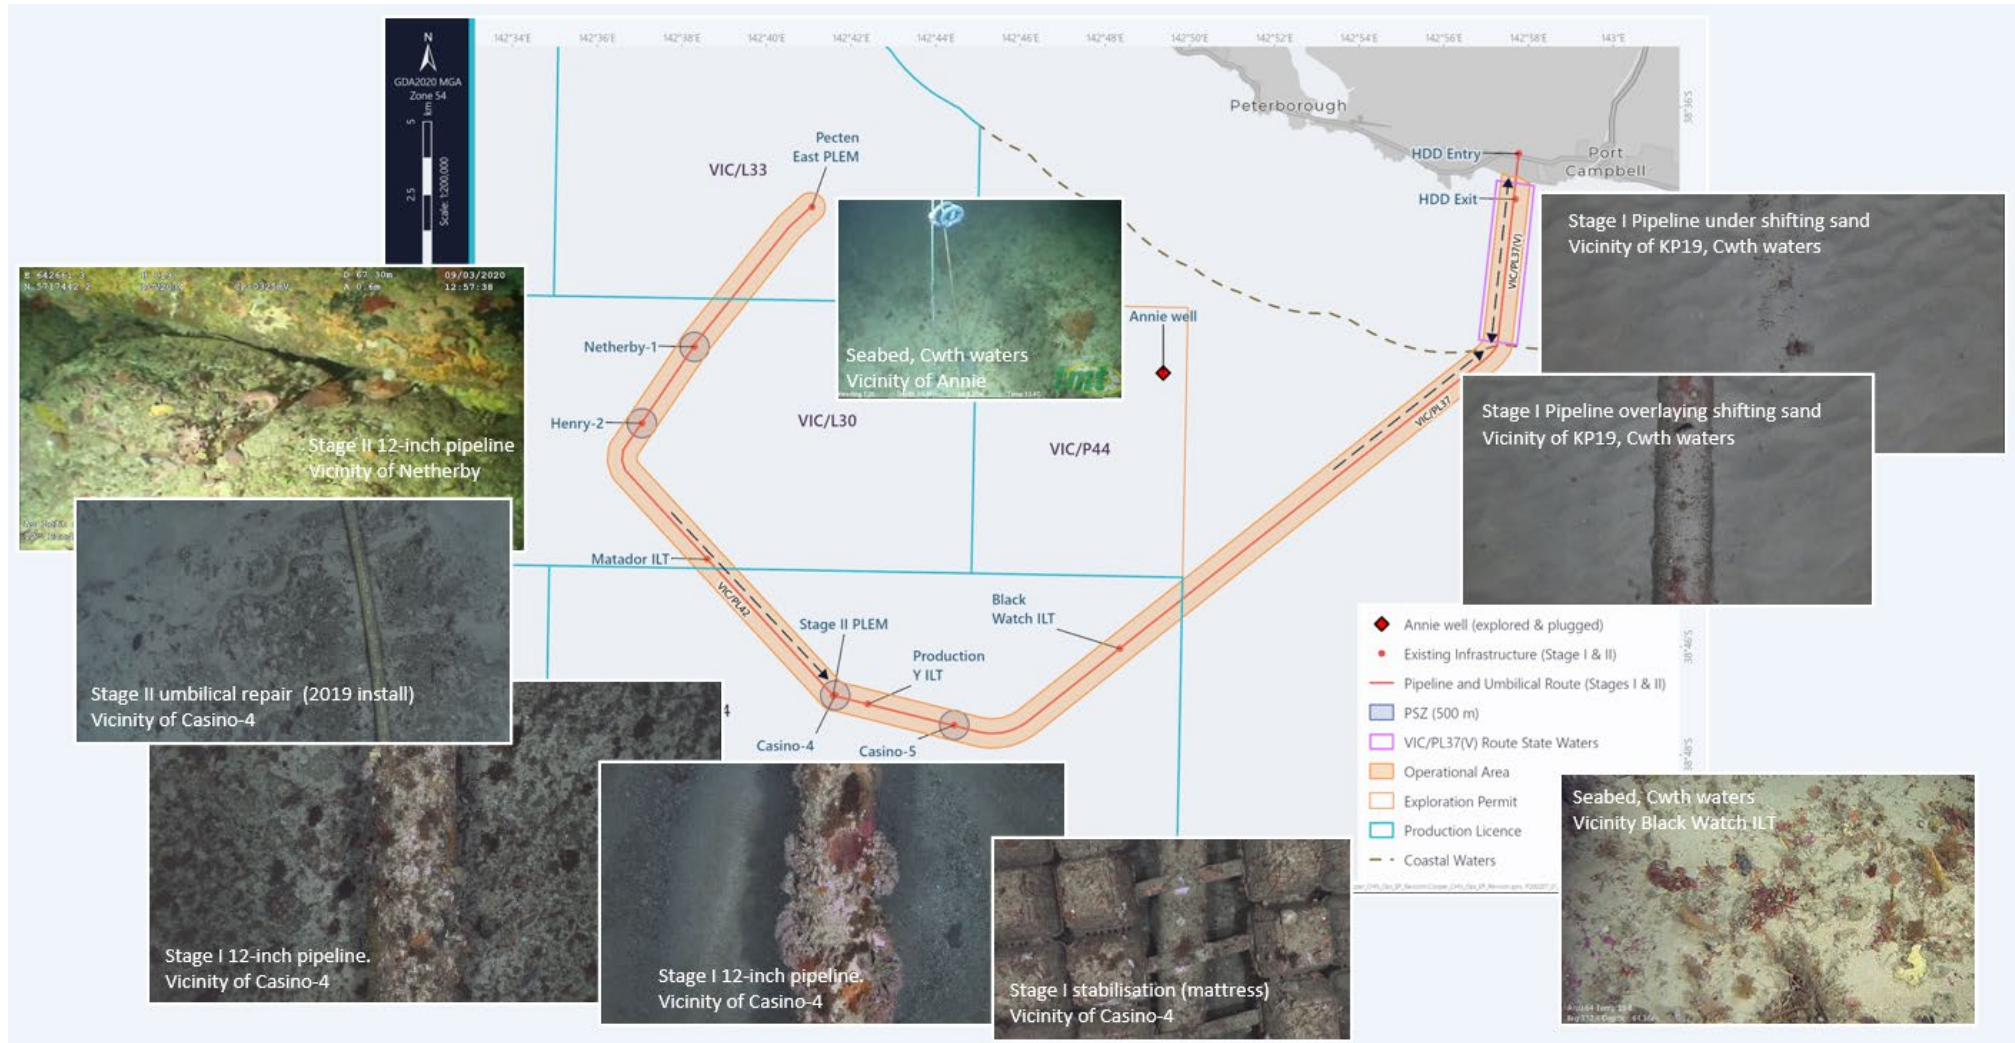 142°34'E 142°36'E 142°38'E 142°40'E 142°42'E 142°44'E 142°46'E 142°48'E 142°50'E 142°52'E 142°54'E 142°56'E 142°58'E 143°E
N
GDA2020 MGA
Zone 54
km
5
2.5
Scale: 1:200,000
38°36'S
Peterborough
Port
Campbell
HDD Entry
HDD Exit
VIC/PL37(V)
Pecten
East PLEM
VIC/L33
Netherby-1
Henry-2
VIC/L30
Annie well
VIC/P44
VIC/PL37
Matador ILT
VIC/PL42
Stage II PLEM
Production
Y ILT
Black
Watch ILT
Casino-4
Casino-5
4
38°46'S
38°48'S
Seabed, Cwth waters
Vicinity of Annie
Stage I Pipeline under shifting sand
Vicinity of KP19, Cwth waters
Stage I Pipeline overlaying shifting sand
Vicinity of KP19, Cwth waters
09/03/2020
12:57:38
Stage II 12-inch pipeline
Vicinity of Netherby
Stage II umbilical repair (2019 install)
Vicinity of Casino-4
Stage I 12-inch pipeline.
Vicinity of Casino-4
Stage I 12-inch pipeline.
Vicinity of Casino-4
Stage I stabilisation (mattress)
Vicinity of Casino-4
Seabed, Cwth waters
Vicinity Black Watch ILT
Annie well (explored & plugged)
Existing Infrastructure (Stage I & II)
Pipeline and Umbilical Route (Stages I & II)
PSZ (500 m)
VIC/PL37(V) Route State Waters
Operational Area
Exploration Permit
Production Licence
Coastal Waters